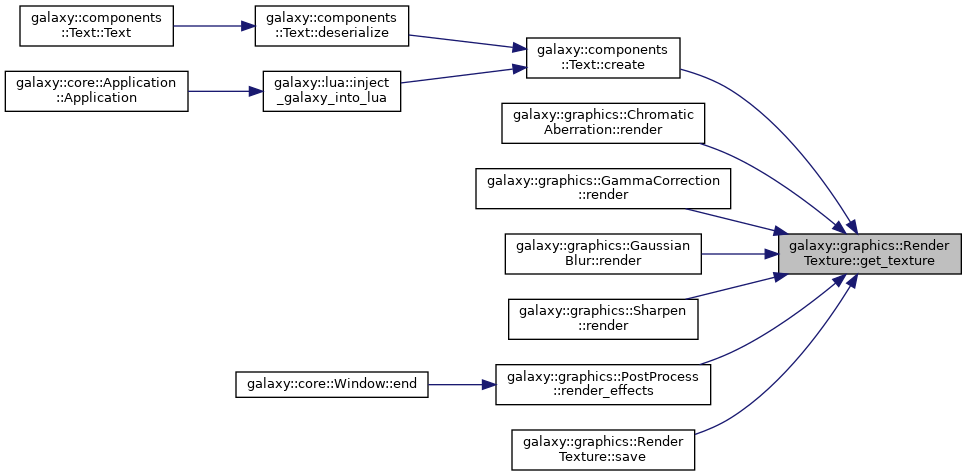 galaxy::components
::Text::Text
galaxy::components
::Text::deserialize
galaxy::components
::Text::create
galaxy::core::Application
::Application
galaxy::lua::inject
_galaxy_into_lua
galaxy::graphics::Chromatic
Aberration::render
galaxy::graphics::GammaCorrection
::render
galaxy::graphics::Gaussian
Blur::render
galaxy::graphics::Render
Texture::get_texture
galaxy::graphics::Sharpen
::render
galaxy::core::Window::end
galaxy::graphics::PostProcess
::render_effects
galaxy::graphics::Render
Texture::save